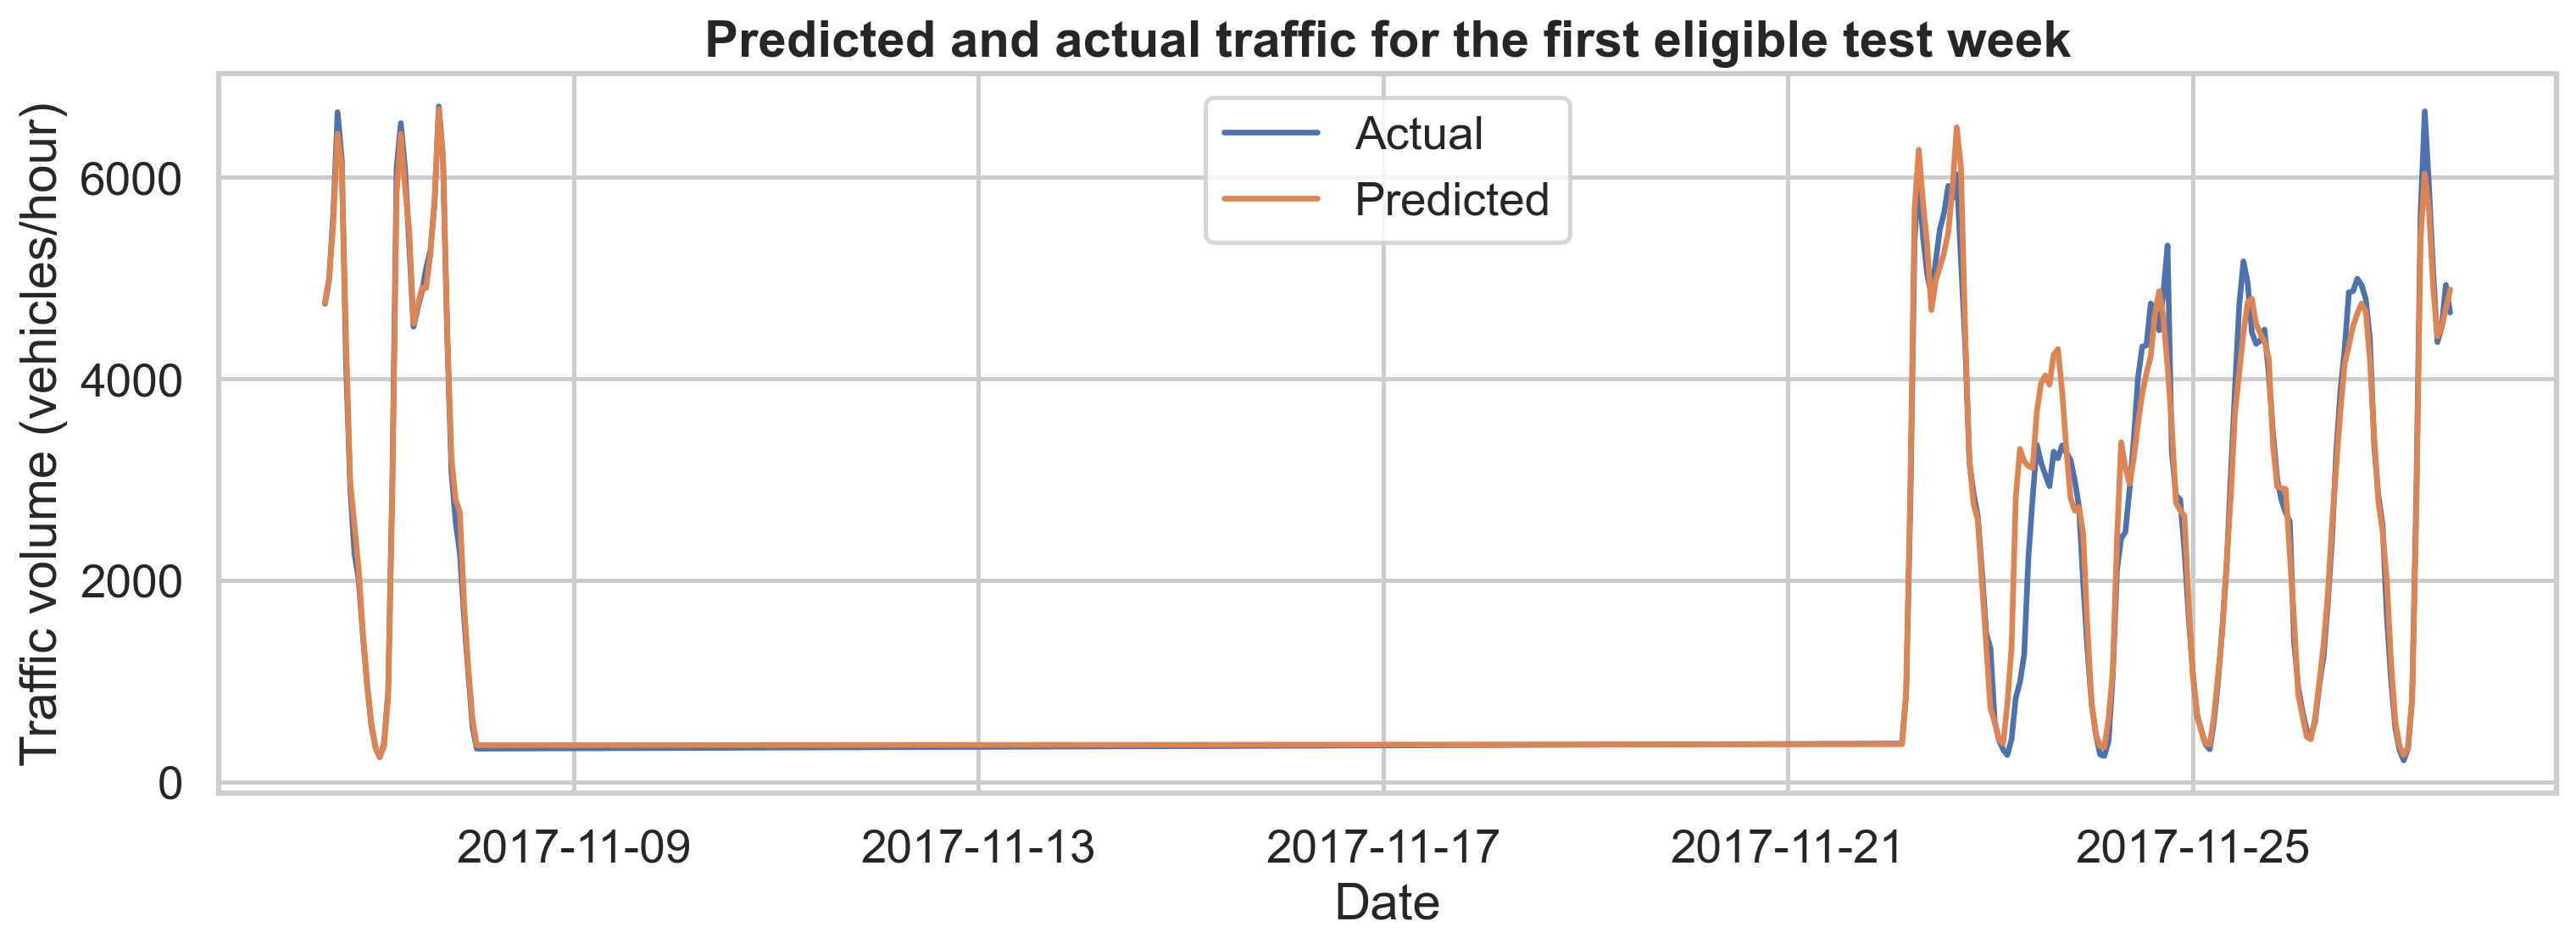 Predicted and actual traffic for the first eligible test week
Traffic volume (vehicles/hour)
6000
4000
2000
0
Actual
Predicted
2017-11-09
2017-11-13
2017-11-17
2017-11-21
2017-11-25
Date